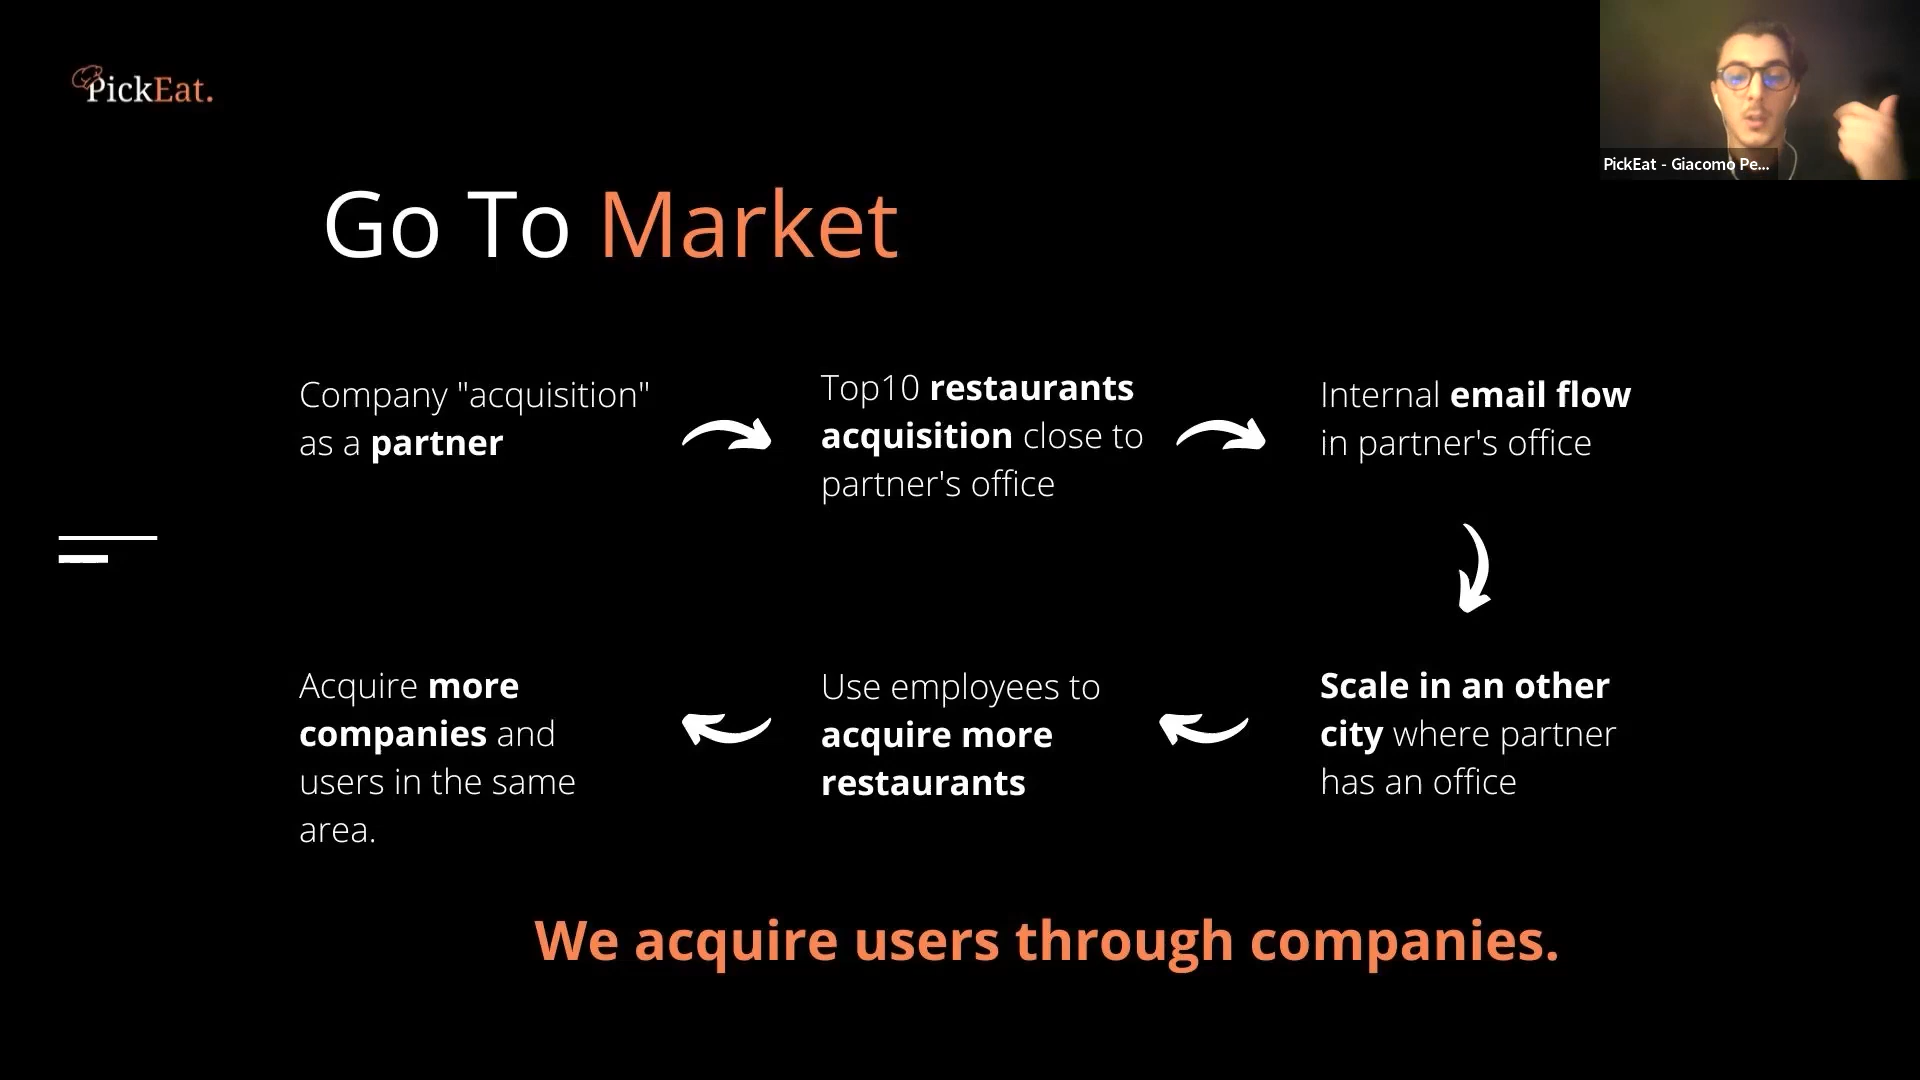 PickEat.
PickEat - Giacomo Pe...
Go To Market
Company "acquisition"
as a partner
Top10 restaurants
acquisition close to
partner's office
Internal email flow
in partner's office
Scale in an other
city where partner
has an office
Use employees to
acquire more
restaurants
Acquire more
companies and
users in the same
area.
We acquire users through companies.